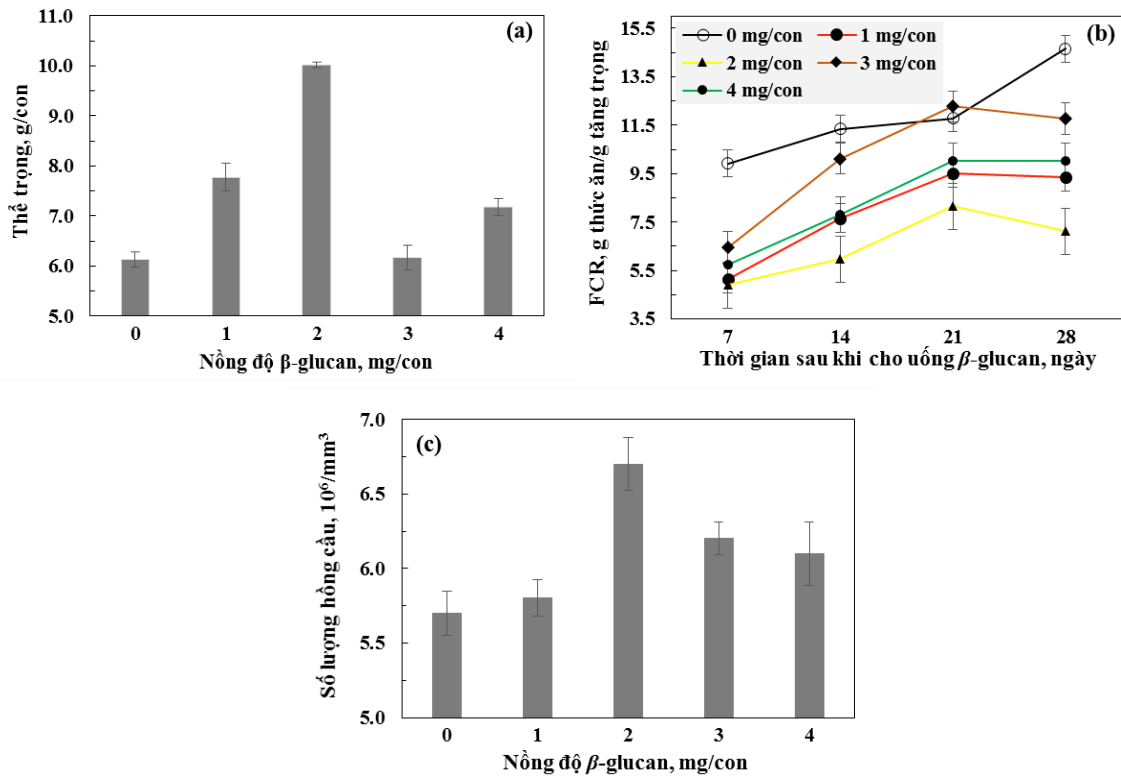 (a)
Thể trọng, g/con
11.0
10.0
9.0
8.0
7.0
6.0
5.0
0 1 2 3 4
Nồng độ β-glucan, mg/con
(b)
0 mg/con 1 mg/con
2 mg/con 3 mg/con
4 mg/con
FCR, g thức ăn/g tăng trọng
15.5
13.5
11.5
9.5
7.5
5.5
3.5
7 14 21 28
Thời gian sau khi cho uống β-glucan, ngày
(c)
Số lượng hồng cầu, 10⁶/mm³
7.0
6.5
6.0
5.5
5.0
0 1 2 3 4
Nồng độ β-glucan, mg/con